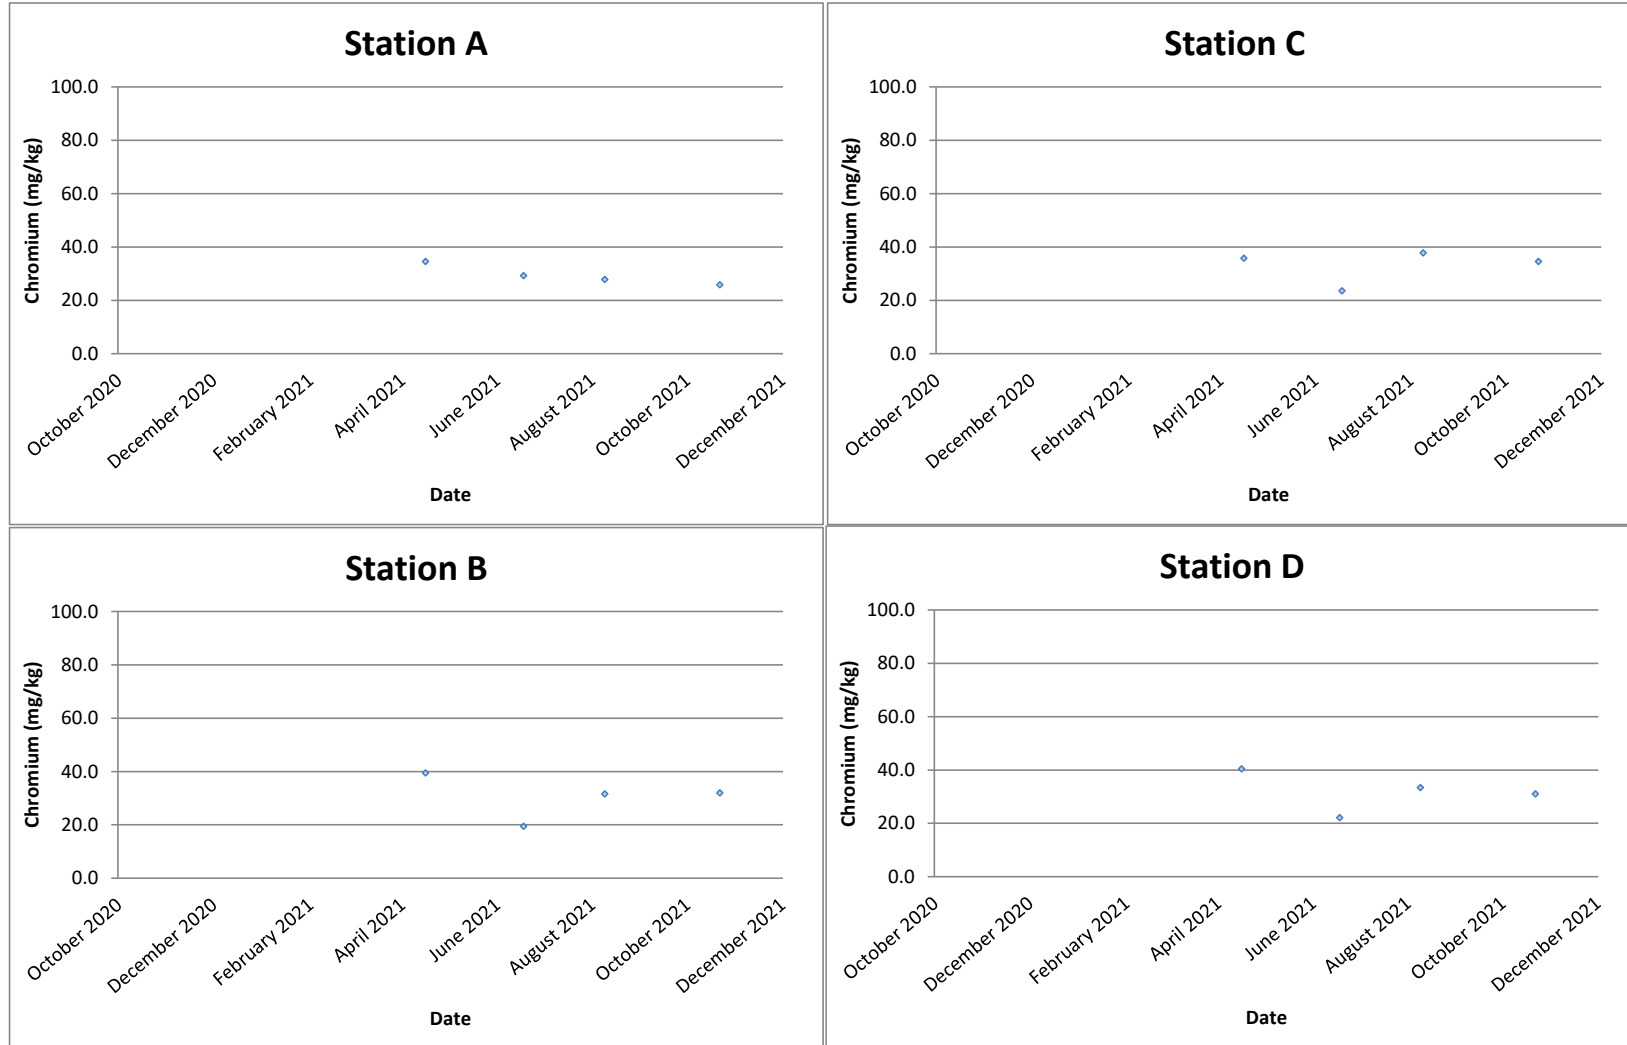 Station A
100.0
80.0
60.0
40.0
20.0
0.0
Chromium (mg/kg)
October 2020
December 2020
February 2021
April 2021
June 2021
August 2021
October 2021
December 2021
Date
Station C
100.0
80.0
60.0
40.0
20.0
0.0
Chromium (mg/kg)
October 2020
December 2020
February 2021
April 2021
June 2021
August 2021
October 2021
December 2021
Date
Station B
100.0
80.0
60.0
40.0
20.0
0.0
Chromium (mg/kg)
October 2020
December 2020
February 2021
April 2021
June 2021
August 2021
October 2021
December 2021
Date
Station D
100.0
80.0
60.0
40.0
20.0
0.0
Chromium (mg/kg)
October 2020
December 2020
February 2021
April 2021
June 2021
August 2021
October 2021
December 2021
Date